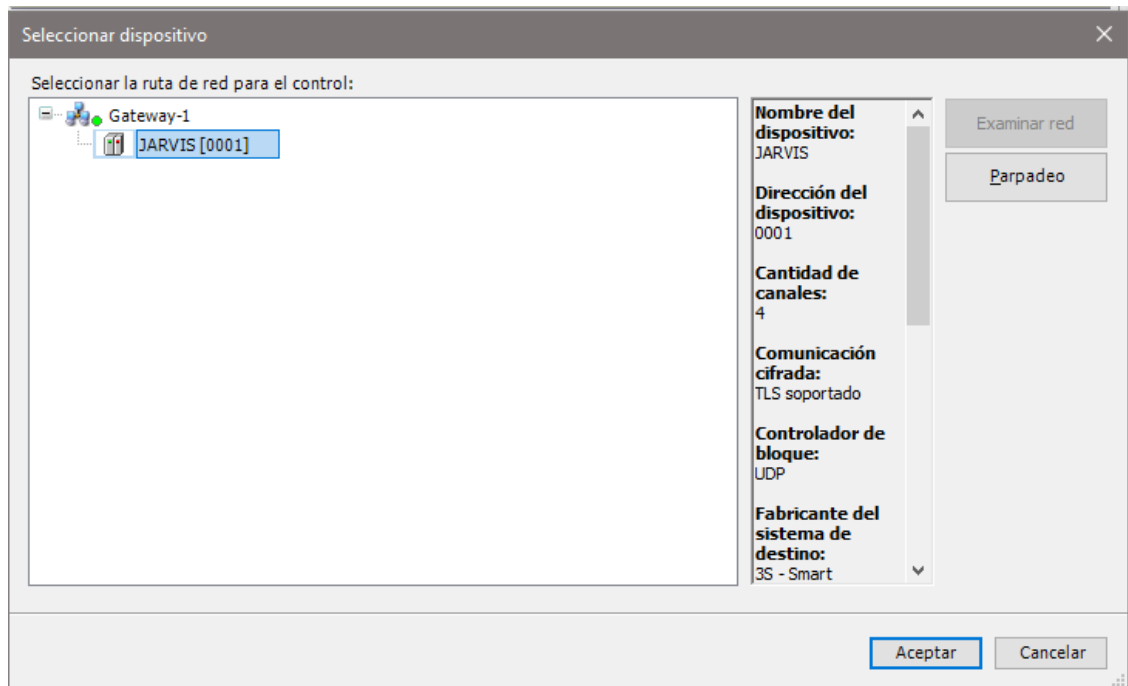 Seleccionar dispositivo
Seleccionar la ruta de red para el control:
Gateway-1
JARVIS [0001]
Nombre del
dispositivo:
JARVIS
Dirección del
dispositivo:
0001
Cantidad de
canales:
4
Comunicación
cifrada:
TLS soportado
Controlador de
bloque:
UDP
Fabricante del
sistema de
destino:
3S - Smart
Examinar red
Parpadeo
Aceptar
Cancelar